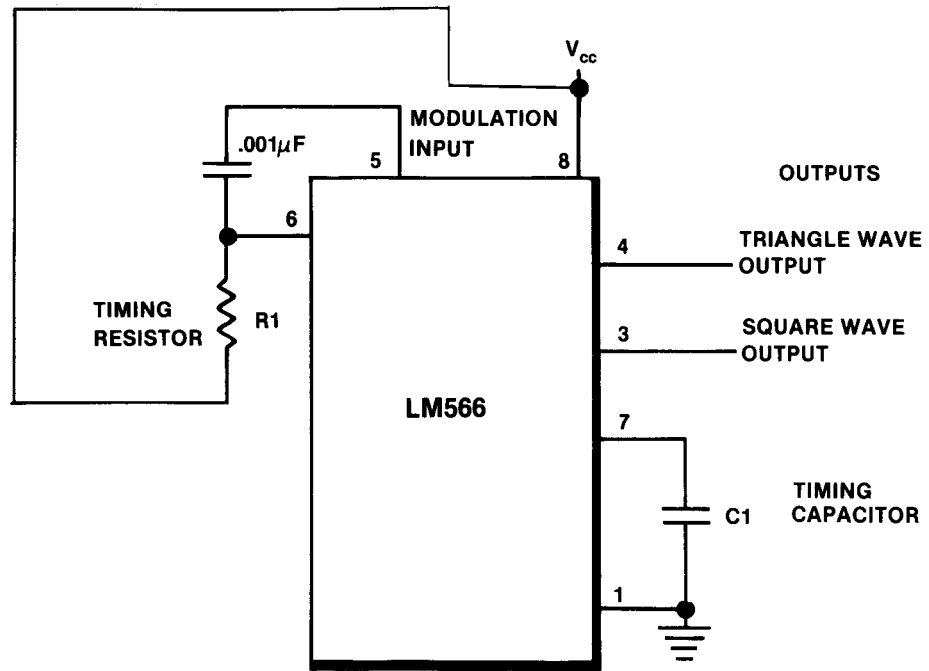 Vcc
MODULATION
INPUT
.001μF
5
8
OUTPUTS
6
4
TRIANGLE WAVE
OUTPUT
TIMING
RESISTOR
R1
3
SQUARE WAVE
OUTPUT
LM566
7
C1
TIMING
CAPACITOR
1